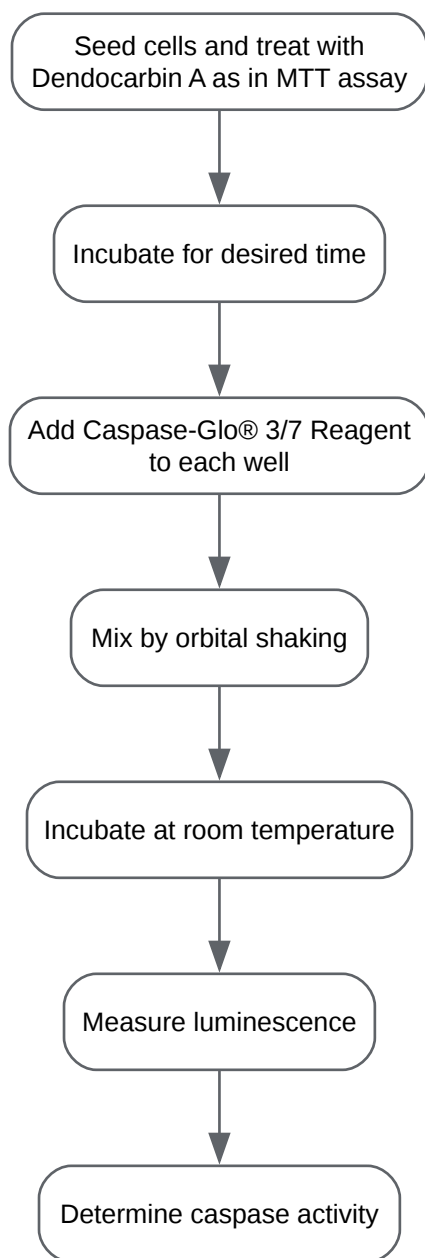 Seed cells and treat with
Dendocarbin A as in MTT assay
Incubate for desired time
Add Caspase-Glo® 3/7 Reagent
to each well
Mix by orbital shaking
Incubate at room temperature
Measure luminescence
Determine caspase activity